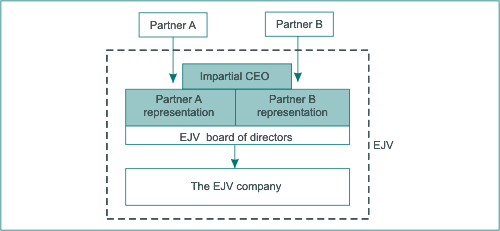 Partner A
Partner B
Impartial CEO
Partner A
representation
Partner B
representation
EJV board of directors
EJV
The EJV company